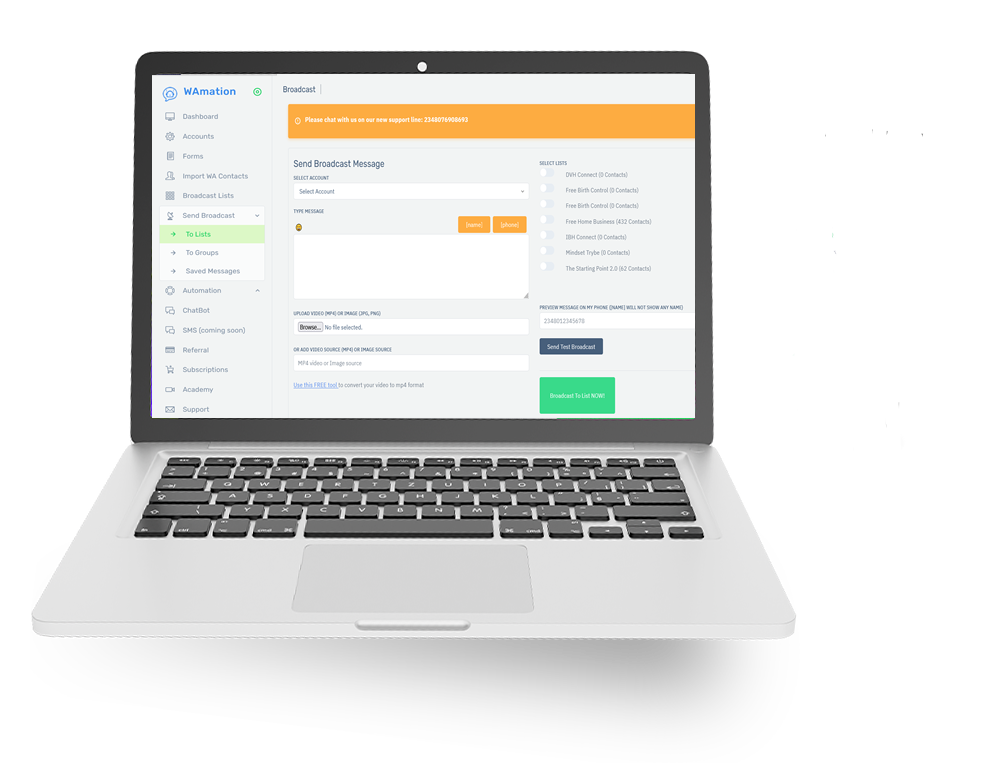 WAmation
Dashboard
Accounts
Forms
Import WA Contacts
Broadcast Lists
Send Broadcast
To Lists
To Groups
Saved Messages
Automation
ChatBot
SMS (coming soon)
Referral
Subscriptions
Academy
Support
Broadcast
Please chat with us on our new support line: 2348076908693
Send Broadcast Message
SELECT ACCOUNT
Select Account
TYPE MESSAGE
[name] [phone]
UPLOAD VIDEO (MP4) OR IMAGE (JPG, PNG)
Browse... No file selected.
OR ADD VIDEO SOURCE (MP4) OR IMAGE SOURCE
MP4 video or Image source
Use this FREE tool to convert your video to mp4 format
SELECT LISTS
OVH Connect (0 Contacts)
Free Birth Control (0 Contacts)
Free Birth Control (0 Contacts)
Free Home Business (432 Contacts)
IBH Connect (0 Contacts)
Mindset Trybe (0 Contacts)
The Starting Point 2.0 (62 Contacts)
PREVIEW MESSAGE ON MY PHONE ([NAME] WILL NOT SHOW ANY NAME)
2348012345678
Send Test Broadcast
Broadcast To List NOW!
Q W E R T Z U I O P
A S D F G H J K L
Y X C V B N M
ctrl cmd cmd